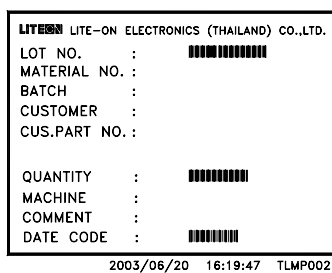 LITEON LITE-ON ELECTRONICS (THAILAND) CO.,LTD.
LOT NO. :
MATERIAL NO. :
BATCH :
CUSTOMER :
CUS.PART NO. :
QUANTITY :
MACHINE :
COMMENT :
DATE CODE :
2003/06/20 16:19:47 TLMP002